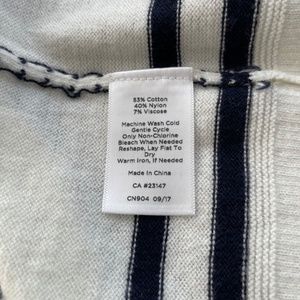 53% Cotton
40% Nylon
7% Viscose
Machine Wash Cold
Gentle Cycle
Only Non-Chlorine
Bleach When Needed
Reshape, Lay Flat To
Dry
Warm Iron, If Needed
Made In China
CA #23147
CN904 09/17